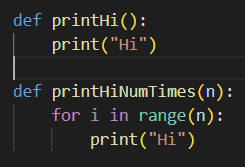 def printHi():
    print("Hi")

def printHiNumTimes(n):
    for i in range(n):
        print("Hi")